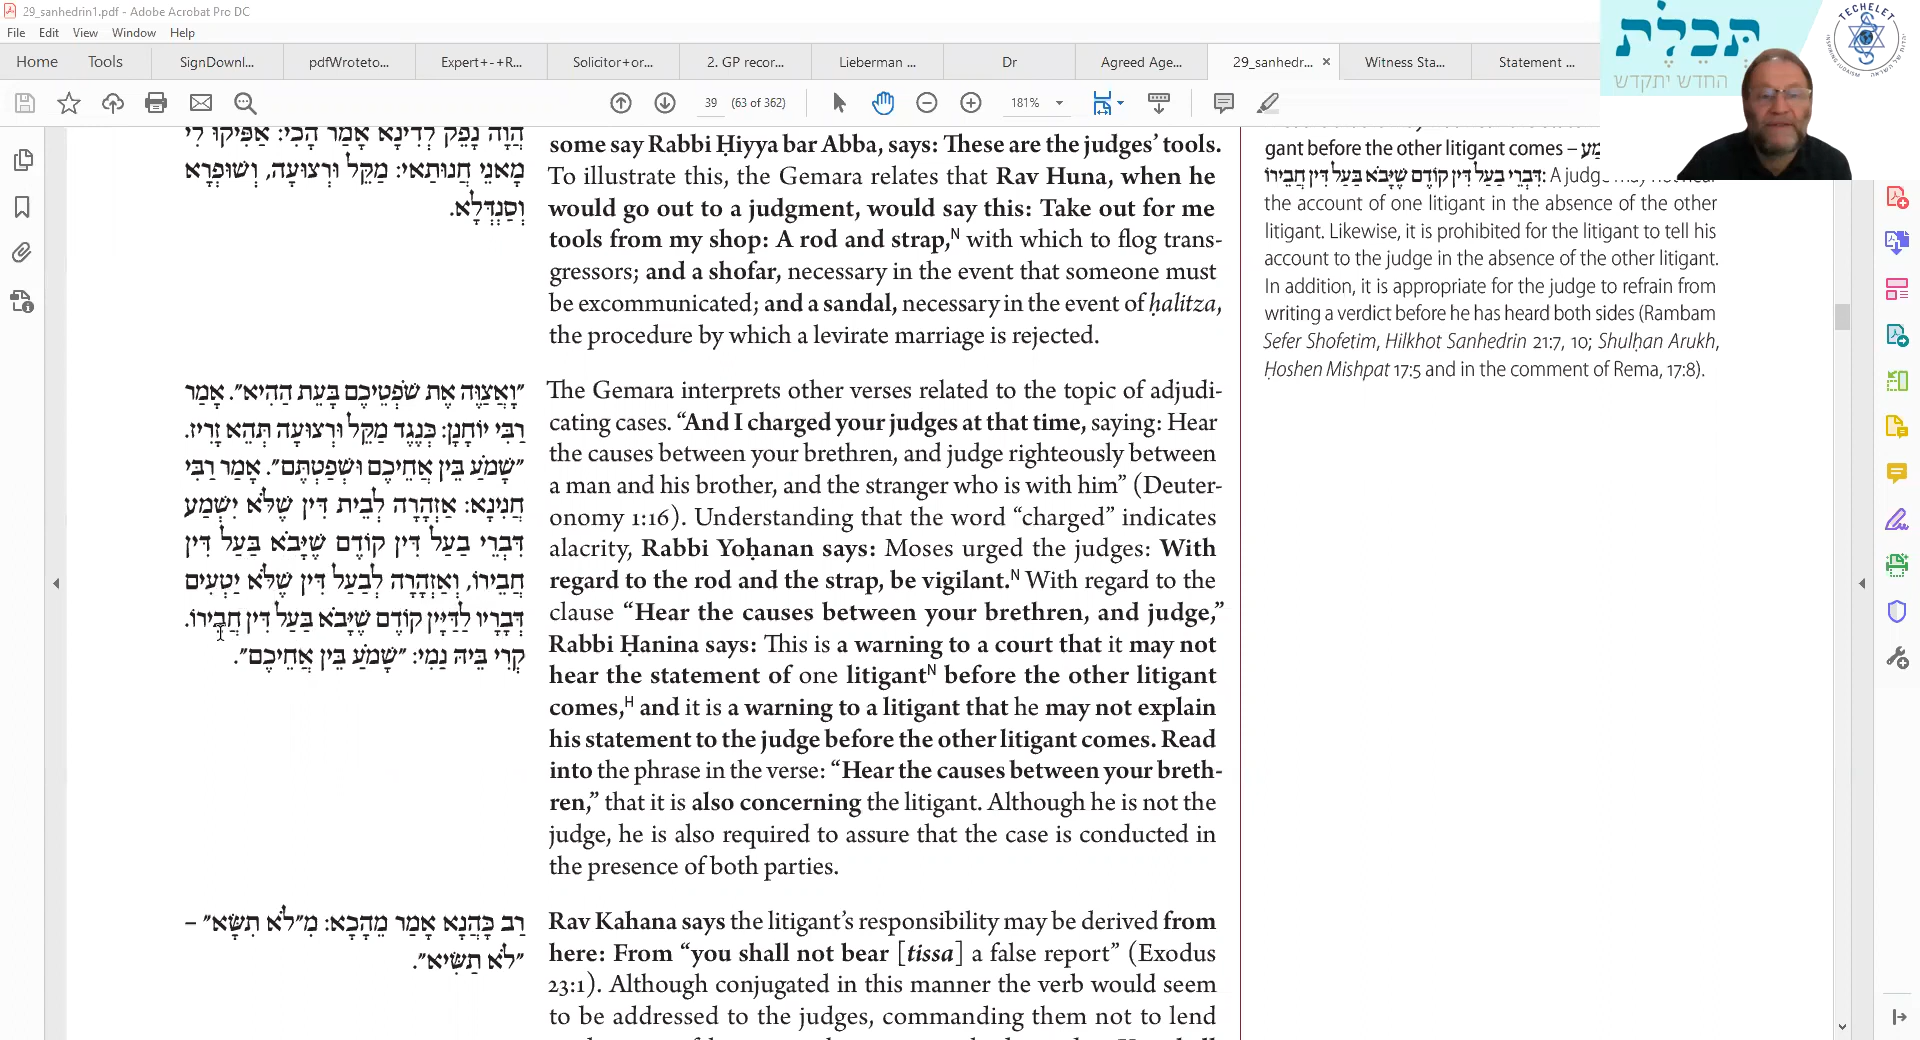 29_sanhedrin1.pdf - Adobe Acrobat Pro DC
File Edit View Window Help
Home Tools SignDownl... pdfWroteto... Expert+-+R... Solicitor+or... 2. GP recor... Lieberman ... Dr Agreed Age... 29_sanhedr... × Witness Sta... Statement ...
39 (63 of 362) 181%
תְּכֵלֶת
החדש יתקדש
TECHELET
הֲוָה נָפֵק לְדִינָא אָמַר הָכִי: אַפִּיקוּ לִי
מָאנֵי חֲנוּתַאי: מַקֵּל וּרְצוּעָה, וְשׁוֹפָרָא
וְסַנְדְּלָא.
״וָאֲצַוֶּה אֶת שֹׁפְטֵיכֶם בָּעֵת הַהִיא״. אָמַר
רַבִּי יוֹחָנָן: כְּנֶגֶד מַקֵּל וּרְצוּעָה תְּהֵא זָרִיז.
״שָׁמֹעַ בֵּין אֲחֵיכֶם וּשְׁפַטְתֶּם״. אָמַר רַבִּי
חֲנִינָא: אַזְהָרָה לְבֵית דִּין שֶׁלֹּא יִשְׁמַע
דִּבְרֵי בַּעַל דִּין קוֹדֶם שֶׁיָּבֹא בַּעַל דִּין
חֲבֵירוֹ, וְאַזְהָרָה לְבַעַל דִּין שֶׁלֹּא יַטְעִים
דְּבָרָיו לַדַּיָּין קוֹדֶם שֶׁיָּבֹא בַּעַל דִּין חֲבֵירוֹ.
קְרִי בֵּיהּ נַמִי: ״שָׁמֹעַ בֵּין אֲחֵיכֶם״.
רַב כָּהֲנָא אָמַר מֵהָכָא: מִ״לֹּא תִשָּׂא״ –
״לֹא תַשִּׂיא״.
some say Rabbi Ḥiyya bar Abba, says: These are the judges’ tools.
To illustrate this, the Gemara relates that Rav Huna, when he
would go out to a judgment, would say this: Take out for me
tools from my shop: A rod and strap,ᴺ with which to flog trans-
gressors; and a shofar, necessary in the event that someone must
be excommunicated; and a sandal, necessary in the event of ḥalitza,
the procedure by which a levirate marriage is rejected.
The Gemara interprets other verses related to the topic of adjudi-
cating cases. “And I charged your judges at that time, saying: Hear
the causes between your brethren, and judge righteously between
a man and his brother, and the stranger who is with him” (Deuter-
onomy 1:16). Understanding that the word “charged” indicates
alacrity, Rabbi Yoḥanan says: Moses urged the judges: With
regard to the rod and the strap, be vigilant.ᴺ With regard to the
clause “Hear the causes between your brethren, and judge,”
Rabbi Ḥanina says: This is a warning to a court that it may not
hear the statement of one litigantᴺ before the other litigant
comes,ᴴ and it is a warning to a litigant that he may not explain
his statement to the judge before the other litigant comes. Read
into the phrase in the verse: “Hear the causes between your breth-
ren,” that it is also concerning the litigant. Although he is not the
judge, he is also required to assure that the case is conducted in
the presence of both parties.
Rav Kahana says the litigant’s responsibility may be derived from
here: From “you shall not bear [tissa] a false report” (Exodus
23:1). Although conjugated in this manner the verb would seem
to be addressed to the judges, commanding them not to lend
gant before the other litigant comes –
דִּבְרֵי בַּעַל דִּין קוֹדֶם שֶׁיָּבֹא בַּעַל דִּין חֲבֵירוֹ: A judge may not hear
the account of one litigant in the absence of the other
litigant. Likewise, it is prohibited for the litigant to tell his
account to the judge in the absence of the other litigant.
In addition, it is appropriate for the judge to refrain from
writing a verdict before he has heard both sides (Rambam
Sefer Shofetim, Hilkhot Sanhedrin 21:7, 10; Shulḥan Arukh,
Ḥoshen Mishpat 17:5 and in the comment of Rema, 17:8).